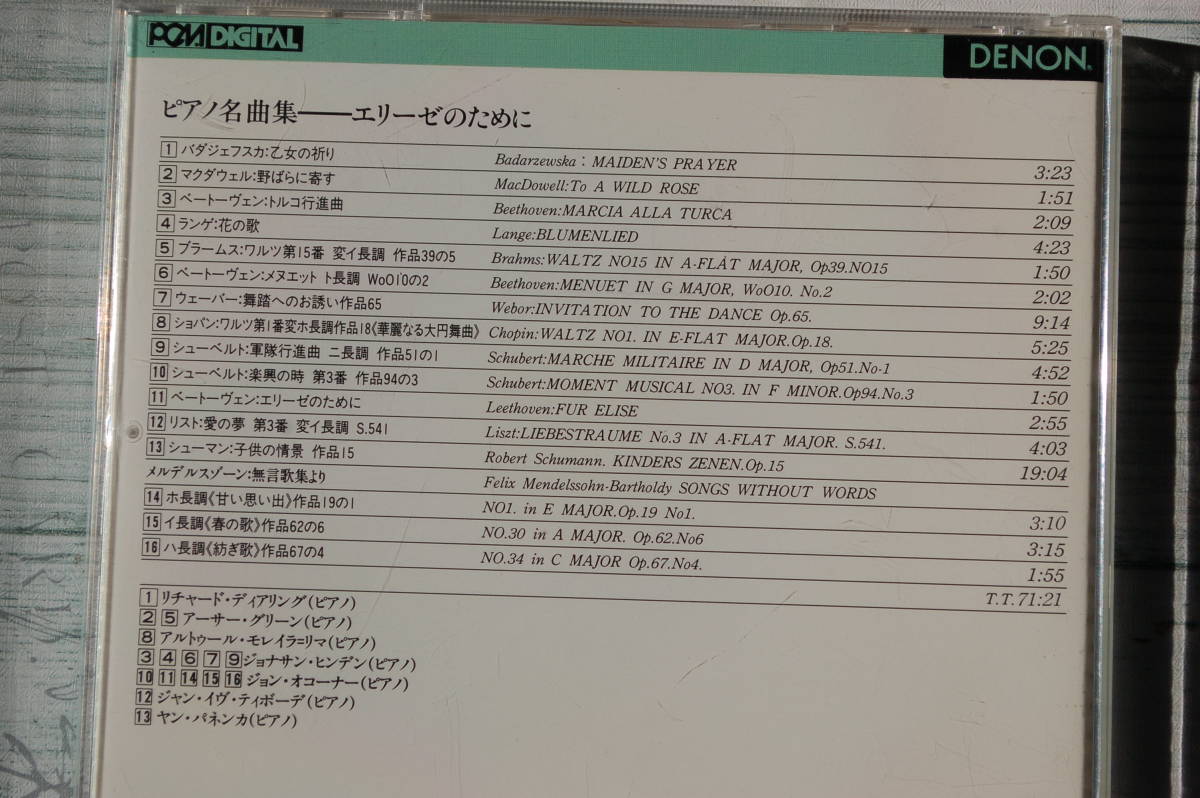 PCM DIGITAL
DENON
ピアノ名曲集――エリーゼのために
1 バダジェフスカ:乙女の祈り Badarzewska: MAIDEN'S PRAYER 3:23
2 マクダウェル:野ばらに寄す MacDowell:To A WILD ROSE 1:51
3 ベートーヴェン:トルコ行進曲 Beethoven:MARCIA ALLA TURCA 2:09
4 ランゲ:花の歌 Lange:BLUMENLIED 4:23
5 ブラームス:ワルツ第15番 変イ長調 作品39の5 Brahms:WALTZ NO15 IN A-FLAT MAJOR, Op39.NO15 1:50
6 ベートーヴェン:メヌエット ト長調 WoO10の2 Beethoven:MENUET IN G MAJOR, WoO10. No.2 2:02
7 ウェーバー:舞踏へのお誘い作品65 Webor:INVITATION TO THE DANCE Op.65. 9:14
8 ショパン:ワルツ第1番変ホ長調作品18《華麗なる大円舞曲》 Chopin:WALTZ NO1. IN E-FLAT MAJOR.Op.18. 5:25
9 シューベルト:軍隊行進曲 ニ長調 作品51の1 Schubert:MARCHE MILITAIRE IN D MAJOR, Op51.No-1 4:52
10 シューベルト:楽興の時 第3番 作品94の3 Schubert:MOMENT MUSICAL NO3. IN F MINOR.Op94.No.3 1:50
11 ベートーヴェン:エリーゼのために Leethoven:FUR ELISE 2:55
12 リスト:愛の夢 第3番 変イ長調 S.541 Liszt:LIEBESTRAUME No.3 IN A-FLAT MAJOR. S.541. 4:03
13 シューマン:子供の情景 作品15 Robert Schumann. KINDERS ZENEN.Op.15 19:04
メルデルスゾーン:無言歌集より Felix Mendelssohn-Bartholdy SONGS WITHOUT WORDS
14 ホ長調《甘い思い出》作品19の1 NO1. in E MAJOR.Op.19 No1. 3:10
15 イ長調《春の歌》作品62の6 NO.30 in A MAJOR. Op.62.No6 3:15
16 ハ長調《紡ぎ歌》作品67の4 NO.34 in C MAJOR Op.67.No4. 1:55
T.T.71:21
1 リチャード・ディアリング(ピアノ)
2 5 アーサー・グリーン(ピアノ)
8 アルトゥール・モレイラ=リマ(ピアノ)
3 4 6 7 9 ジョナサン・ヒンデン(ピアノ)
10 11 14 15 16 ジョン・オコーナー(ピアノ)
12 ジャン・イヴ・ティボーデ(ピアノ)
13 ヤン・パネンカ(ピアノ)